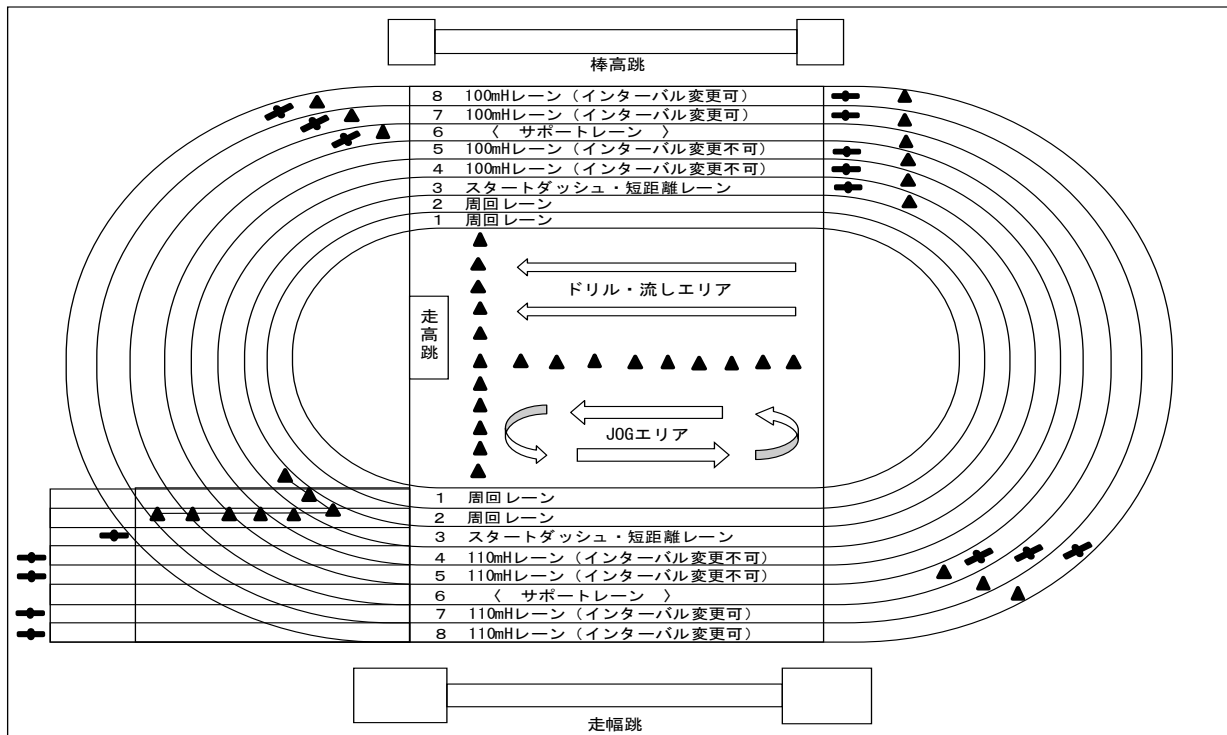 棒高跳
8 100mHレーン（インターバル変更可）
7 100mHレーン（インターバル変更可）
6 〈 サポートレーン 〉
5 100mHレーン（インターバル変更不可）
4 100mHレーン（インターバル変更不可）
3 スタートダッシュ・短距離レーン
2 周回レーン
1 周回レーン
ドリル・流しエリア
走高跳
JOGエリア
1 周回レーン
2 周回レーン
3 スタートダッシュ・短距離レーン
4 110mHレーン（インターバル変更不可）
5 110mHレーン（インターバル変更不可）
6 〈 サポートレーン 〉
7 110mHレーン（インターバル変更可）
8 110mHレーン（インターバル変更可）
走幅跳